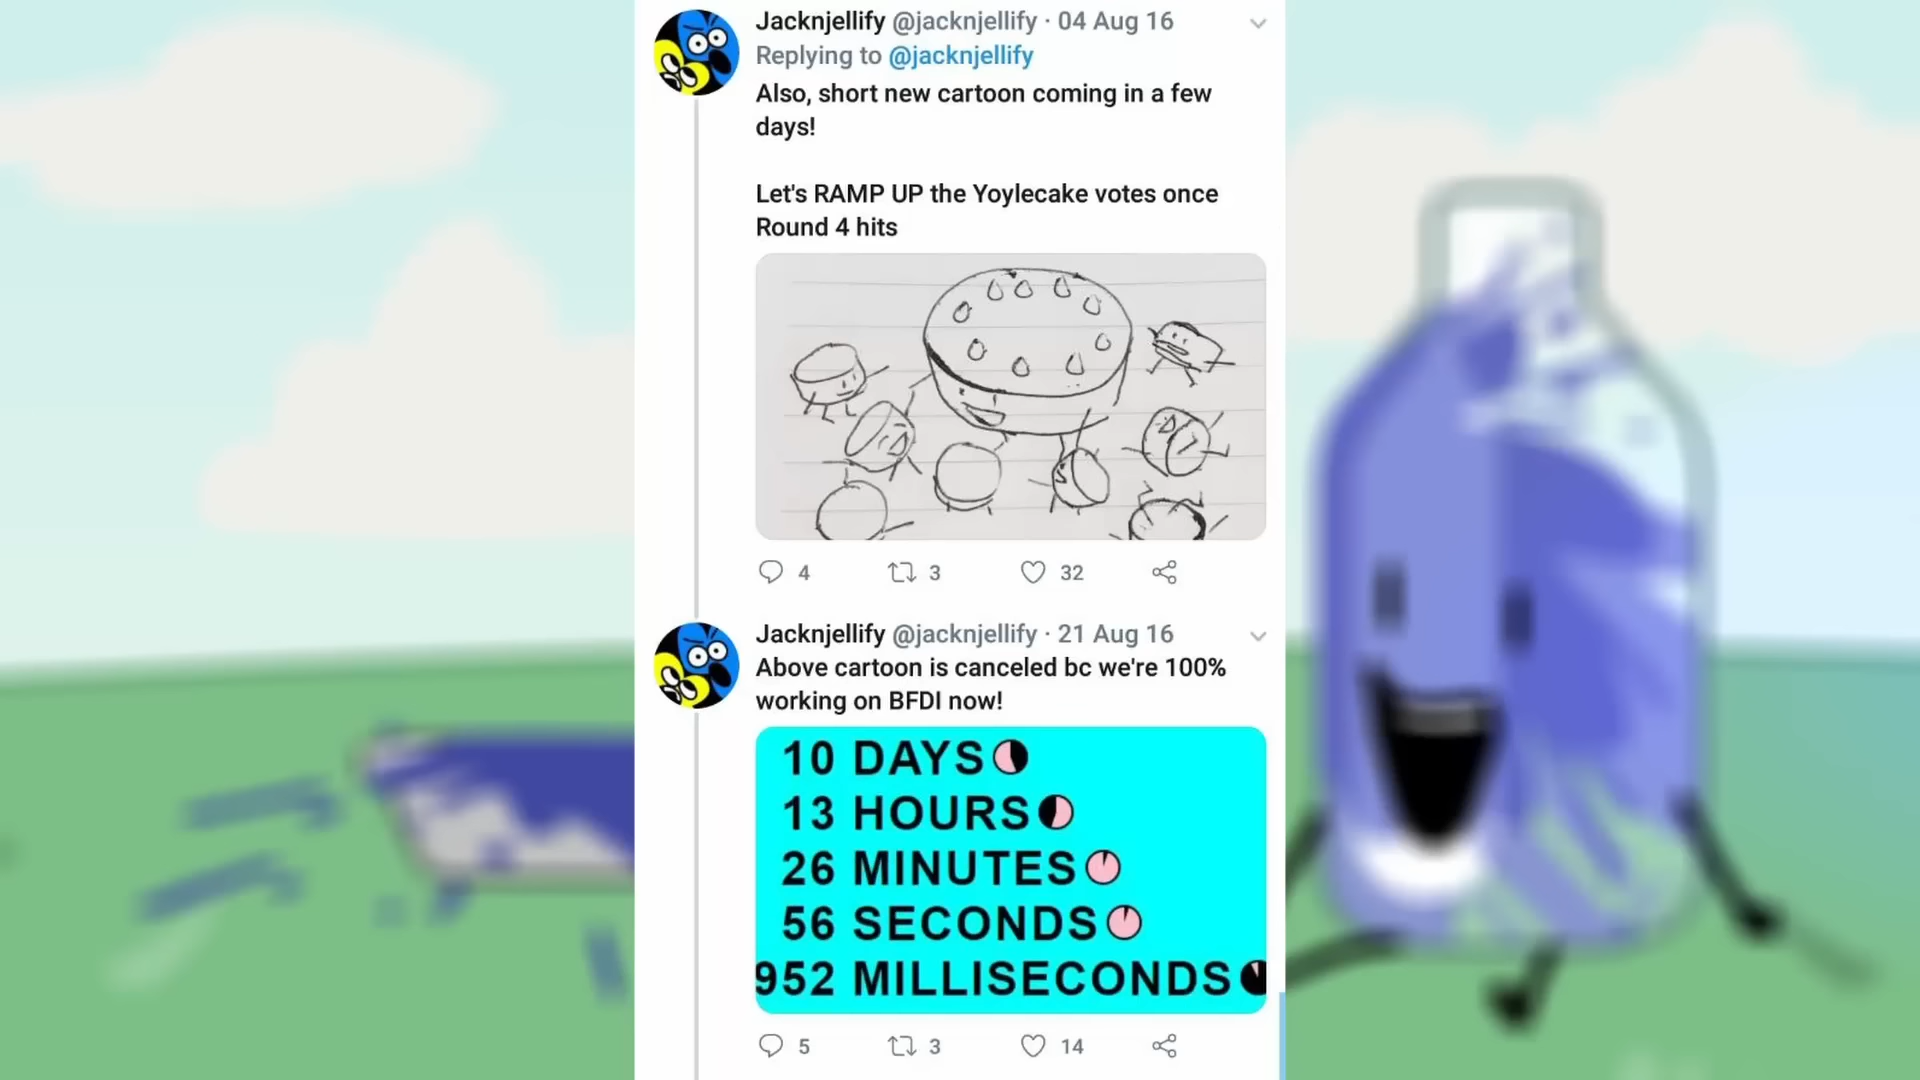 Jacknjellify @jacknjellify · 04 Aug 16
Replying to @jacknjellify
Also, short new cartoon coming in a few
days!
Let's RAMP UP the Yoylecake votes once
Round 4 hits
4 3 32
Jacknjellify @jacknjellify · 21 Aug 16
Above cartoon is canceled bc we're 100%
working on BFDI now!
10 DAYS
13 HOURS
26 MINUTES
56 SECONDS
952 MILLISECONDS
5 3 14